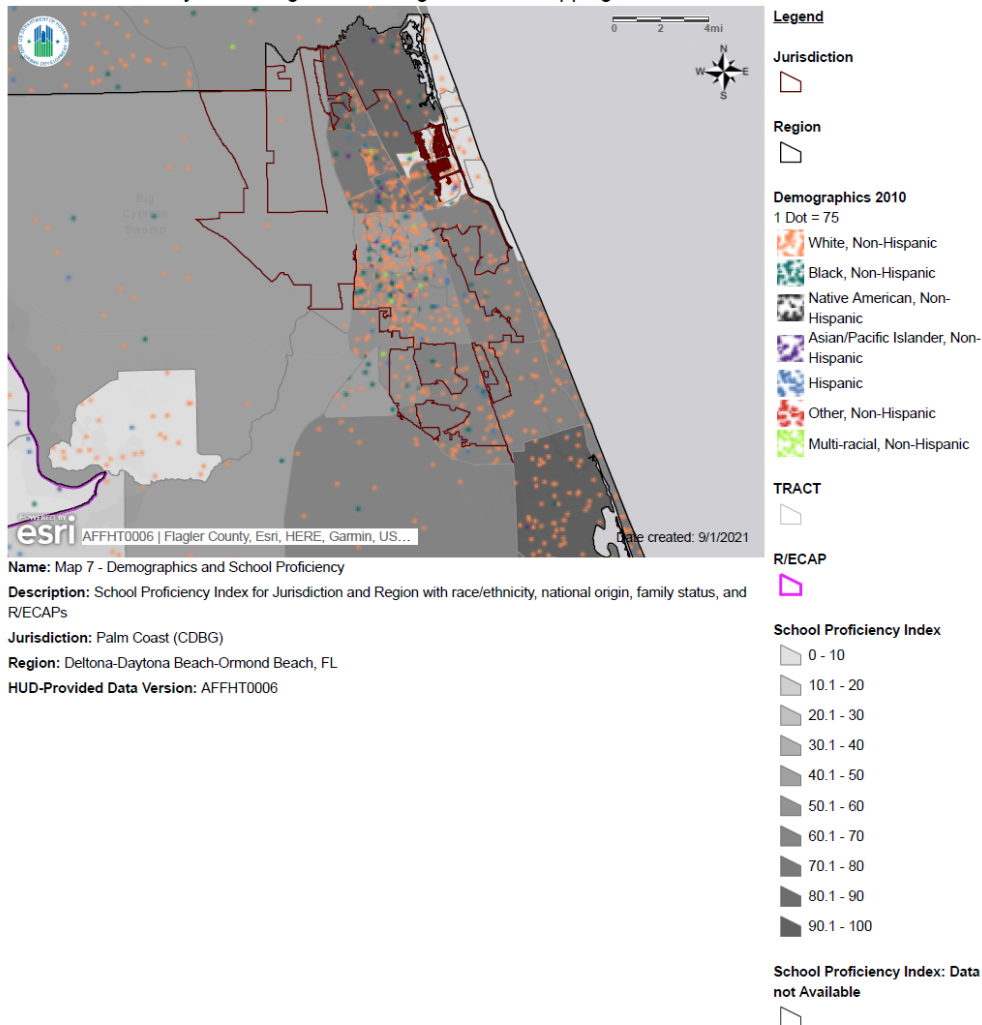 0 2 4mi
N
W E
S
Big
Cypress
Swamp
POWERED BY
esri AFFHT0006 | Flagler County, Esri, HERE, Garmin, US...
Date created: 9/1/2021
Name: Map 7 - Demographics and School Proficiency
Description: School Proficiency Index for Jurisdiction and Region with race/ethnicity, national origin, family status, and
R/ECAPs
Jurisdiction: Palm Coast (CDBG)
Region: Deltona-Daytona Beach-Ormond Beach, FL
HUD-Provided Data Version: AFFHT0006
Legend
Jurisdiction
Region
Demographics 2010
1 Dot = 75
White, Non-Hispanic
Black, Non-Hispanic
Native American, Non-
Hispanic
Asian/Pacific Islander, Non-
Hispanic
Hispanic
Other, Non-Hispanic
Multi-racial, Non-Hispanic
TRACT
R/ECAP
School Proficiency Index
0 - 10
10.1 - 20
20.1 - 30
30.1 - 40
40.1 - 50
50.1 - 60
60.1 - 70
70.1 - 80
80.1 - 90
90.1 - 100
School Proficiency Index: Data
not Available